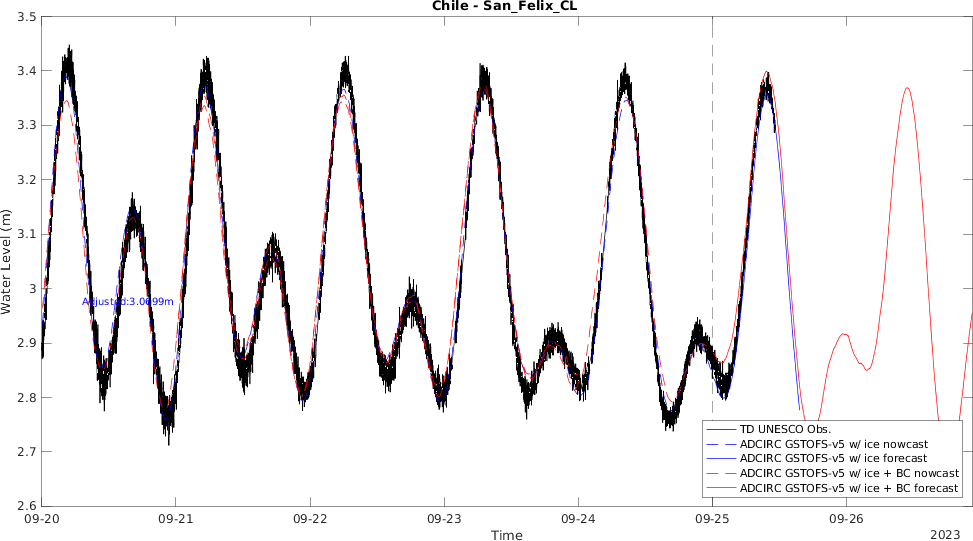 Chile - San_Felix_CL
3.5
3.4
3.3
3.2
3.1
3
2.9
2.8
2.7
2.6
Water Level (m)
Adjusted:3.0699m
TD UNESCO Obs.
ADCIRC GSTOFS-v5 w/ ice nowcast
ADCIRC GSTOFS-v5 w/ ice forecast
ADCIRC GSTOFS-v5 w/ ice + BC nowcast
ADCIRC GSTOFS-v5 w/ ice + BC forecast
09-20 09-21 09-22 09-23 09-24 09-25 09-26
Time
2023